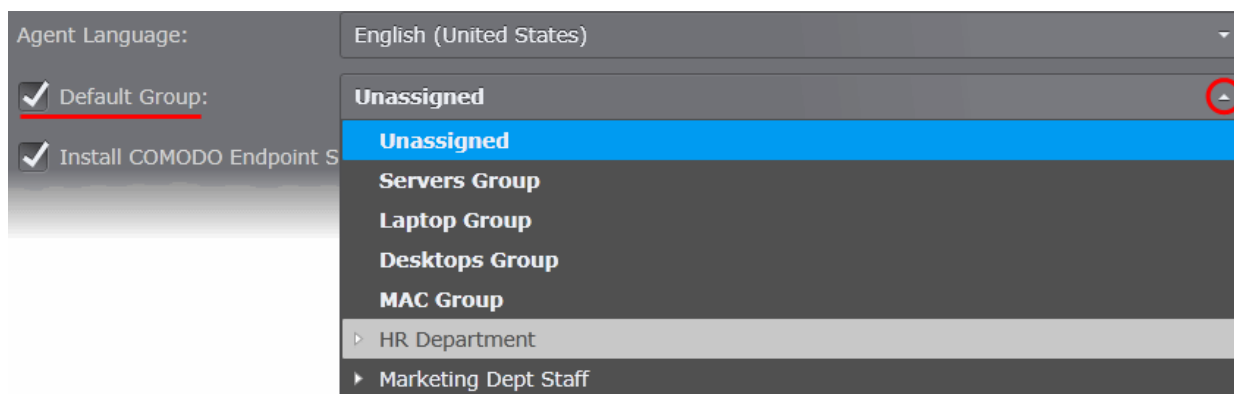 Agent Language: English (United States)
Default Group: Unassigned
Unassigned
Install COMODO Endpoint S
Servers Group
Laptop Group
Desktops Group
MAC Group
HR Department
Marketing Dept Staff